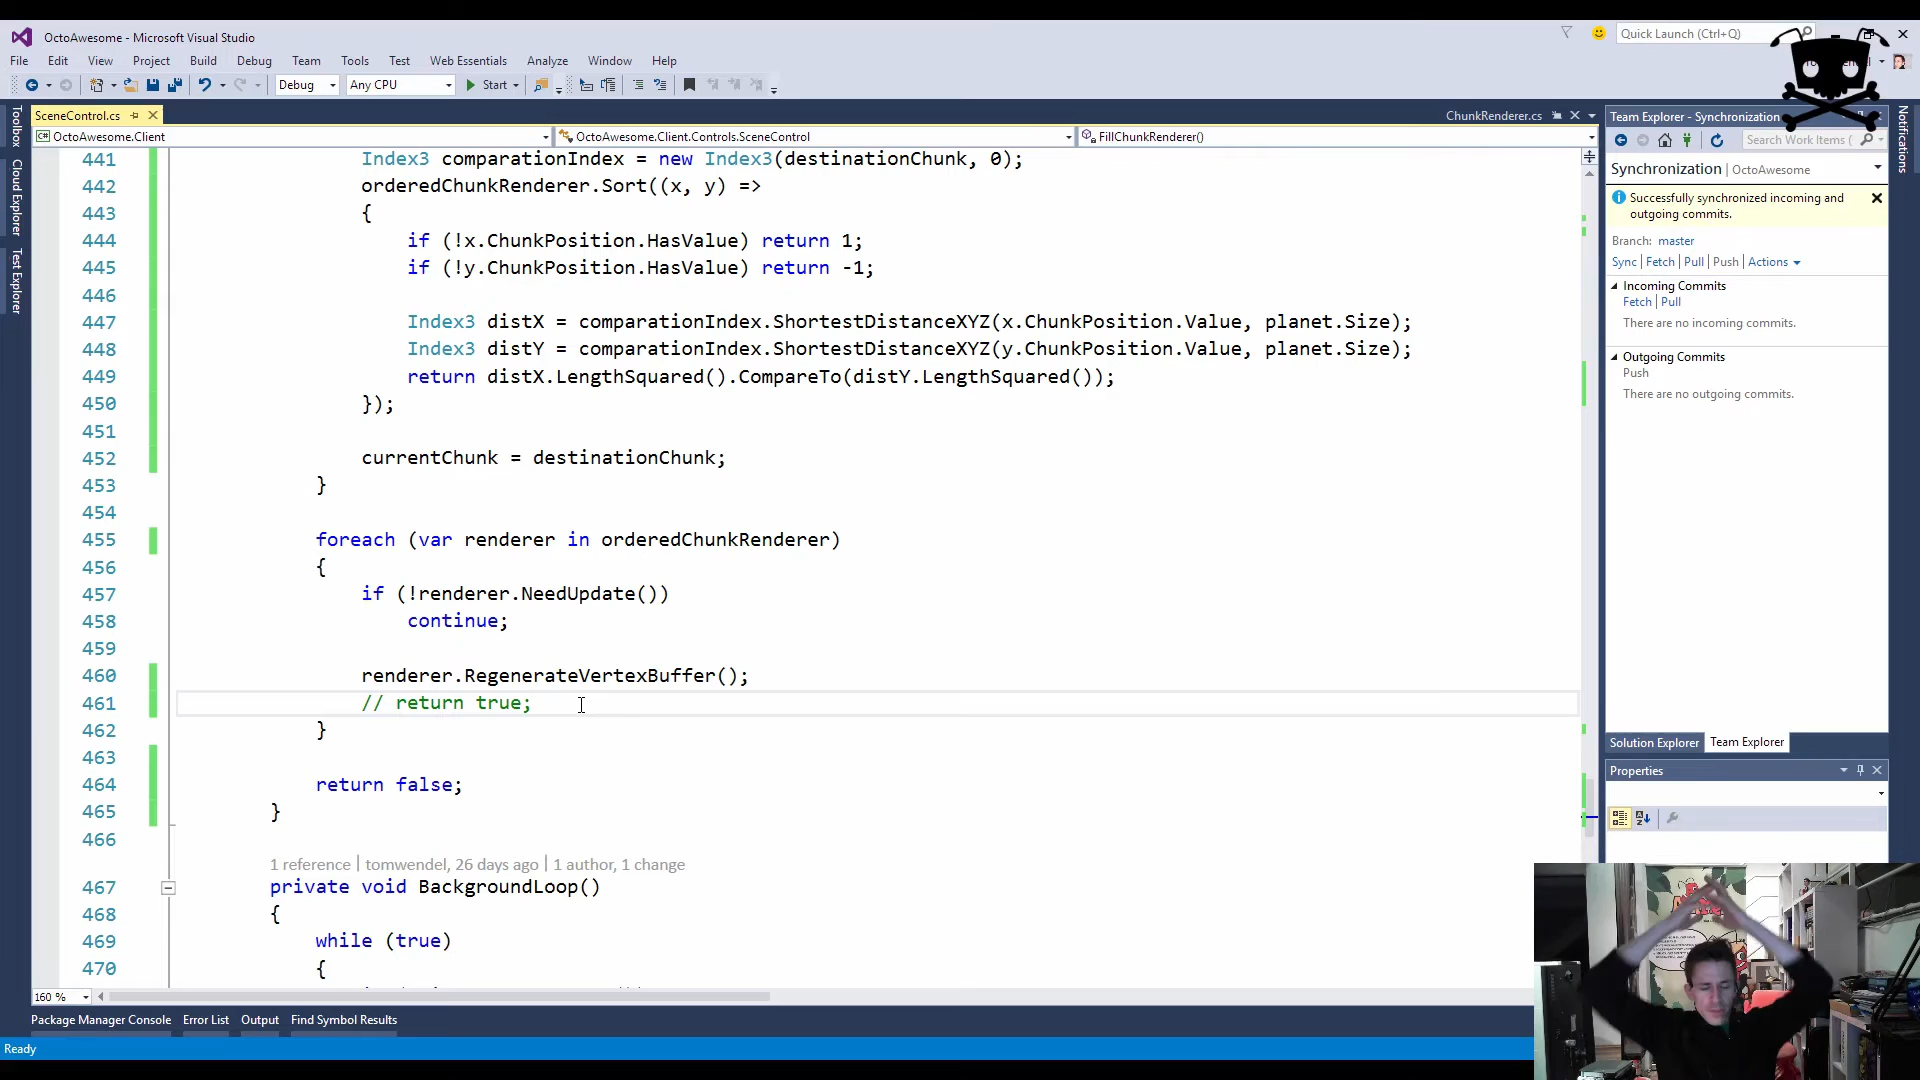 OctoAwesome - Microsoft Visual Studio
Quick Launch (Ctrl+Q)
File Edit View Project Build Debug Team Tools Test Web Essentials Analyze Window Help
Debug Any CPU Start
SceneControl.cs
ChunkRenderer.cs
OctoAwesome.Client
OctoAwesome.Client.Controls.SceneControl
FillChunkRenderer()
Toolbox
Cloud Explorer
Test Explorer
441 Index3 comparationIndex = new Index3(destinationChunk, 0);
442 orderedChunkRenderer.Sort((x, y) =>
443 {
444 if (!x.ChunkPosition.HasValue) return 1;
445 if (!y.ChunkPosition.HasValue) return -1;
446
447 Index3 distX = comparationIndex.ShortestDistanceXYZ(x.ChunkPosition.Value, planet.Size);
448 Index3 distY = comparationIndex.ShortestDistanceXYZ(y.ChunkPosition.Value, planet.Size);
449 return distX.LengthSquared().CompareTo(distY.LengthSquared());
450 });
451
452 currentChunk = destinationChunk;
453 }
454
455 foreach (var renderer in orderedChunkRenderer)
456 {
457 if (!renderer.NeedUpdate())
458 continue;
459
460 renderer.RegenerateVertexBuffer();
461 // return true;
462 }
463
464 return false;
465 }
466
1 reference | tomwendel, 26 days ago | 1 author, 1 change
467 private void BackgroundLoop()
468 {
469 while (true)
470 {
160 %
Package Manager Console Error List Output Find Symbol Results
Ready
Team Explorer - Synchronization
Search Work Items (
Synchronization | OctoAwesome
Successfully synchronized incoming and
outgoing commits.
Branch: master
Sync | Fetch | Pull | Push | Actions
Incoming Commits
Fetch | Pull
There are no incoming commits.
Outgoing Commits
Push
There are no outgoing commits.
Solution Explorer Team Explorer
Properties
Notifications